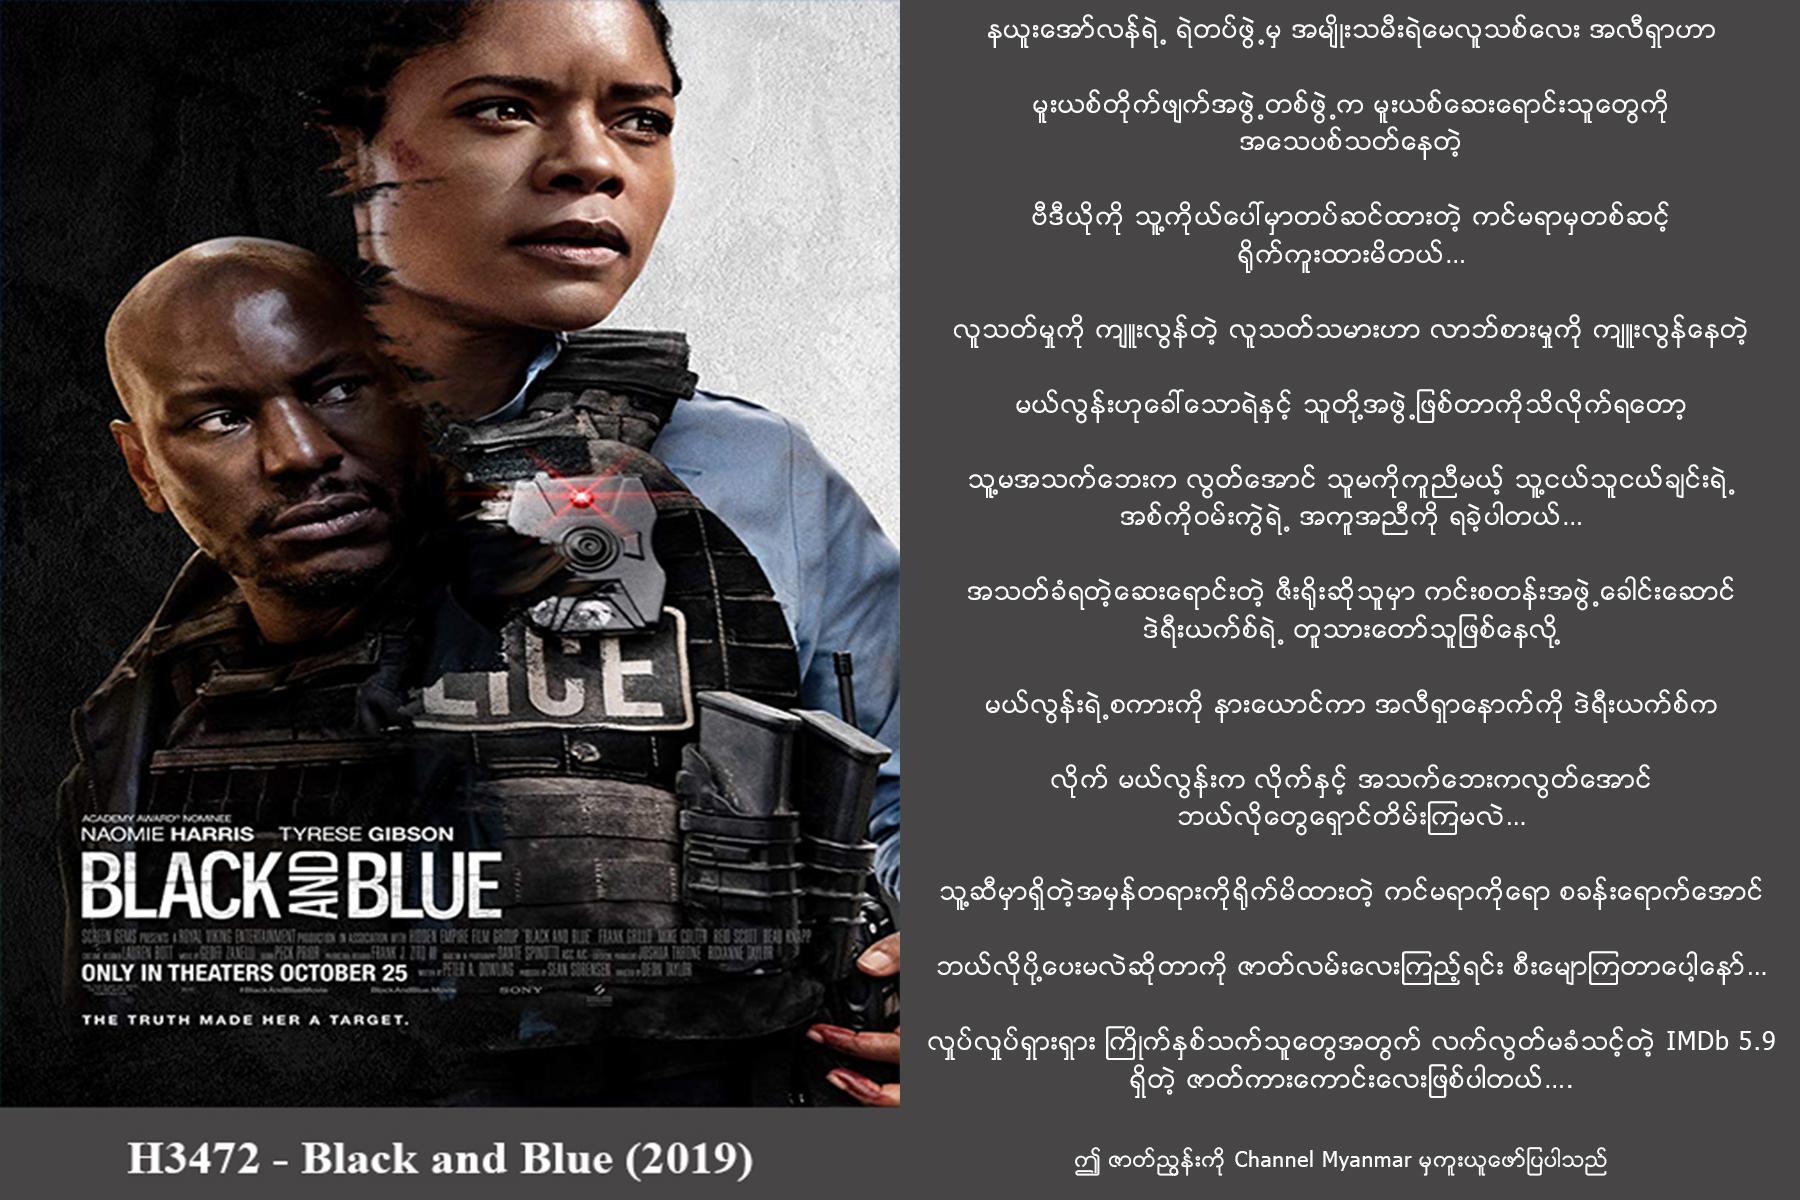 ACADEMY AWARD® NOMINEE
NAOMIE HARRIS TYRESE GIBSON
BLACK AND BLUE
ONLY IN THEATERS OCTOBER 25
#BlackAndBlueMovie BlackAndBlue.Movie SONY
THE TRUTH MADE HER A TARGET.
LICE
H3472 - Black and Blue (2019)
နယူးအော်လန်ရဲ့ ရဲတပ်ဖွဲ့မှ အမျိုးသမီးရဲမေလူသစ်လေး အလီရှာဟာ
မူးယစ်တိုက်ဖျက်အဖွဲ့တစ်ဖွဲ့က မူးယစ်ဆေးရောင်းသူတွေကို
အသေပစ်သတ်နေတဲ့
ဗီဒီယိုကို သူ့ကိုယ်ပေါ်မှာတပ်ဆင်ထားတဲ့ ကင်မရာမှတစ်ဆင့်
ရိုက်ကူးထားမိတယ်...
လူသတ်မှုကို ကျူးလွန်တဲ့ လူသတ်သမားဟာ လာဘ်စားမှုကို ကျူးလွန်နေတဲ့
မယ်လွန်းဟုခေါ်သောရဲနှင့် သူတို့အဖွဲ့ဖြစ်တာကိုသိလိုက်ရတော့
သူ့မအသက်ဘေးက လွတ်အောင် သူမကိုကူညီမယ့် သူ့ငယ်သူငယ်ချင်းရဲ့
အစ်ကိုဝမ်းကွဲရဲ့ အကူအညီကို ရခဲ့ပါတယ်...
အသတ်ခံရတဲ့ဆေးရောင်းတဲ့ ဇီးရိုးဆိုသူမှာ ကင်းစတန်းအဖွဲ့ခေါင်းဆောင်
ဒဲရီးယက်စ်ရဲ့ တူသားတော်သူဖြစ်နေလို့
မယ်လွန်းရဲ့စကားကို နားယောင်ကာ အလီရှာနောက်ကို ဒဲရီးယက်စ်က
လိုက် မယ်လွန်းက လိုက်နှင့် အသက်ဘေးကလွတ်အောင်
ဘယ်လိုတွေရှောင်တိမ်းကြမလဲ...
သူ့ဆီမှာရှိတဲ့အမှန်တရားကိုရိုက်မိထားတဲ့ ကင်မရာကိုရော စခန်းရောက်အောင်
ဘယ်လိုပို့ပေးမလဲဆိုတာကို ဇာတ်လမ်းလေးကြည့်ရင်း စီးမျောကြတာပေါ့နော်...
လှုပ်လှုပ်ရှားရှား ကြိုက်နှစ်သက်သူတွေအတွက် လက်လွတ်မခံသင့်တဲ့ IMDb 5.9
ရှိတဲ့ ဇာတ်ကားကောင်းလေးဖြစ်ပါတယ်....
ဤ ဇာတ်ညွှန်းကို Channel Myanmar မှကူးယူဖော်ပြပါသည်